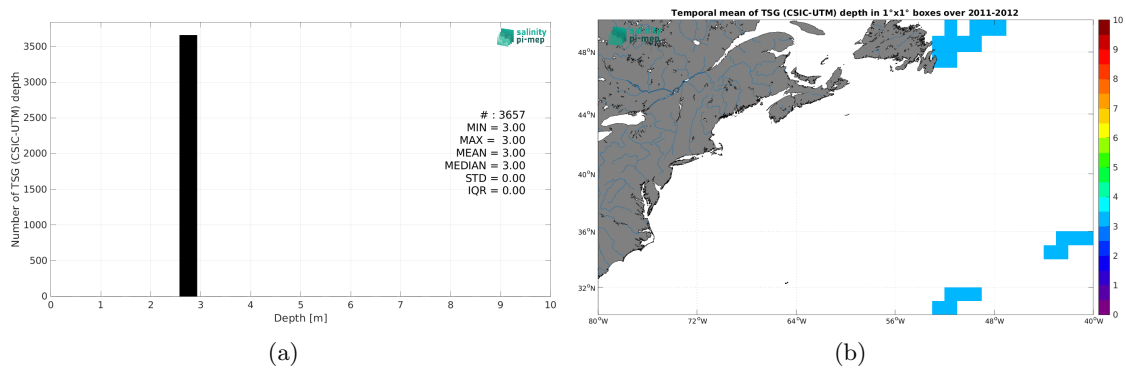 salinity
pi-mep
Number of TSG (CSIC-UTM) depth
3500
3000
2500
2000
1500
1000
500
0
# : 3657
MIN = 3.00
MAX = 3.00
MEAN = 3.00
MEDIAN = 3.00
STD = 0.00
IQR = 0.00
0 1 2 3 4 5 6 7 8 9 10
Depth [m]
(a)
Temporal mean of TSG (CSIC-UTM) depth in 1°x1° boxes over 2011-2012
salinity
pi-mep
48°N
44°N
40°N
36°N
32°N
80°W 72°W 64°W 56°W 48°W 40°W
10
9
8
7
6
5
4
3
2
1
0
(b)